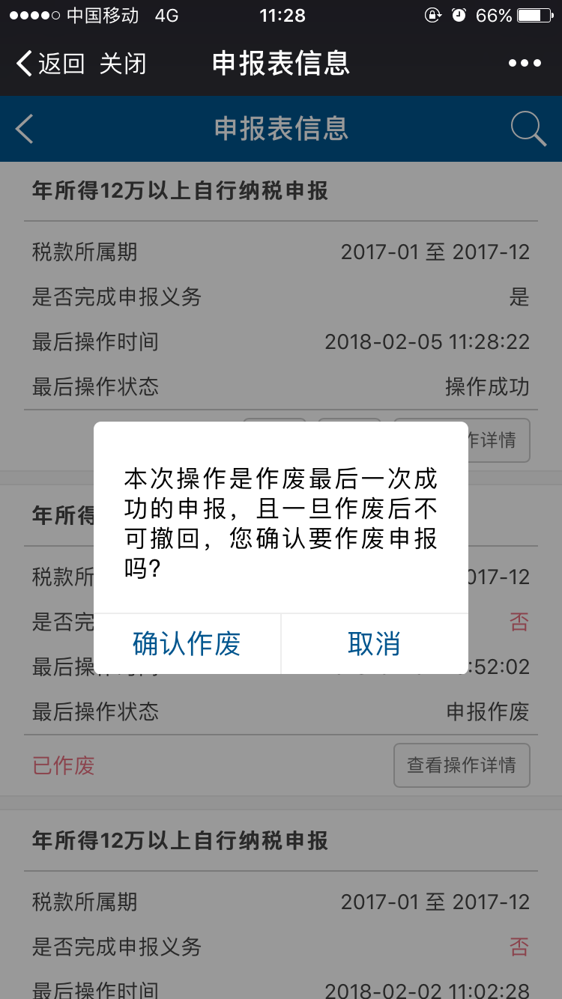 中国移动 4G 11:28 66%
返回 关闭 申报表信息
申报表信息
年所得12万以上自行纳税申报
税款所属期 2017-01 至 2017-12
是否完成申报义务 是
最后操作时间 2018-02-05 11:28:22
最后操作状态 操作成功
作详情
本次操作是作废最后一次成
功的申报，且一旦作废后不
可撤回，您确认要作废申报
吗?
确认作废 取消
年所得
税款所 017-12
是否完 否
最后操 :52:02
最后操作状态 申报作废
已作废 查看操作详情
年所得12万以上自行纳税申报
税款所属期 2017-01 至 2017-12
是否完成申报义务 否
最后操作时间 2018-02-02 11:02:28